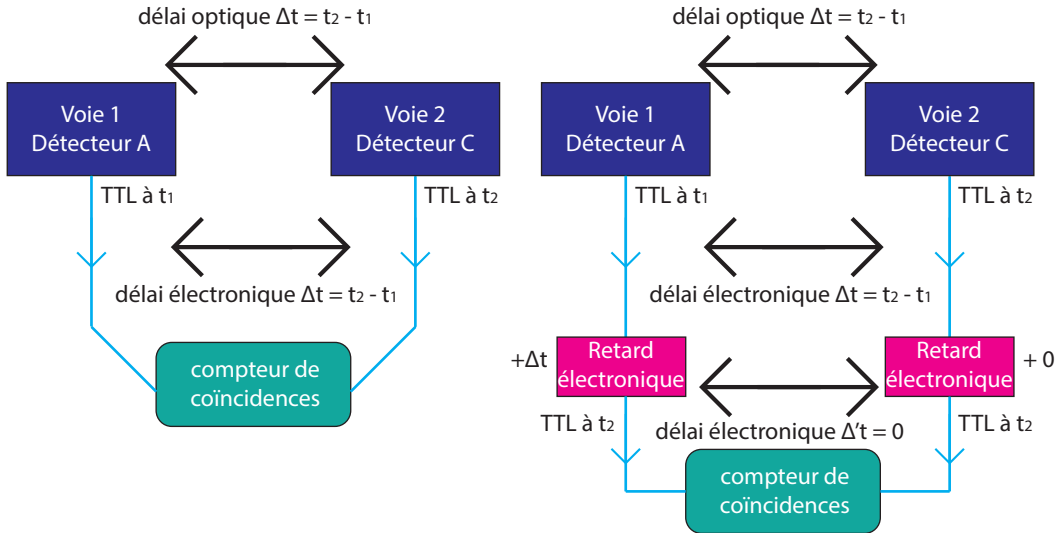 délai optique Δt = t2 - t1
Voie 1
Détecteur A
Voie 2
Détecteur C
TTL à t1
TTL à t2
délai électronique Δt = t2 - t1
compteur de
coïncidences
délai optique Δt = t2 - t1
Voie 1
Détecteur A
Voie 2
Détecteur C
TTL à t1
TTL à t2
délai électronique Δt = t2 - t1
+Δt
Retard
électronique
Retard
électronique
+ 0
TTL à t2
délai électronique Δ't = 0
TTL à t2
compteur de
coïncidences